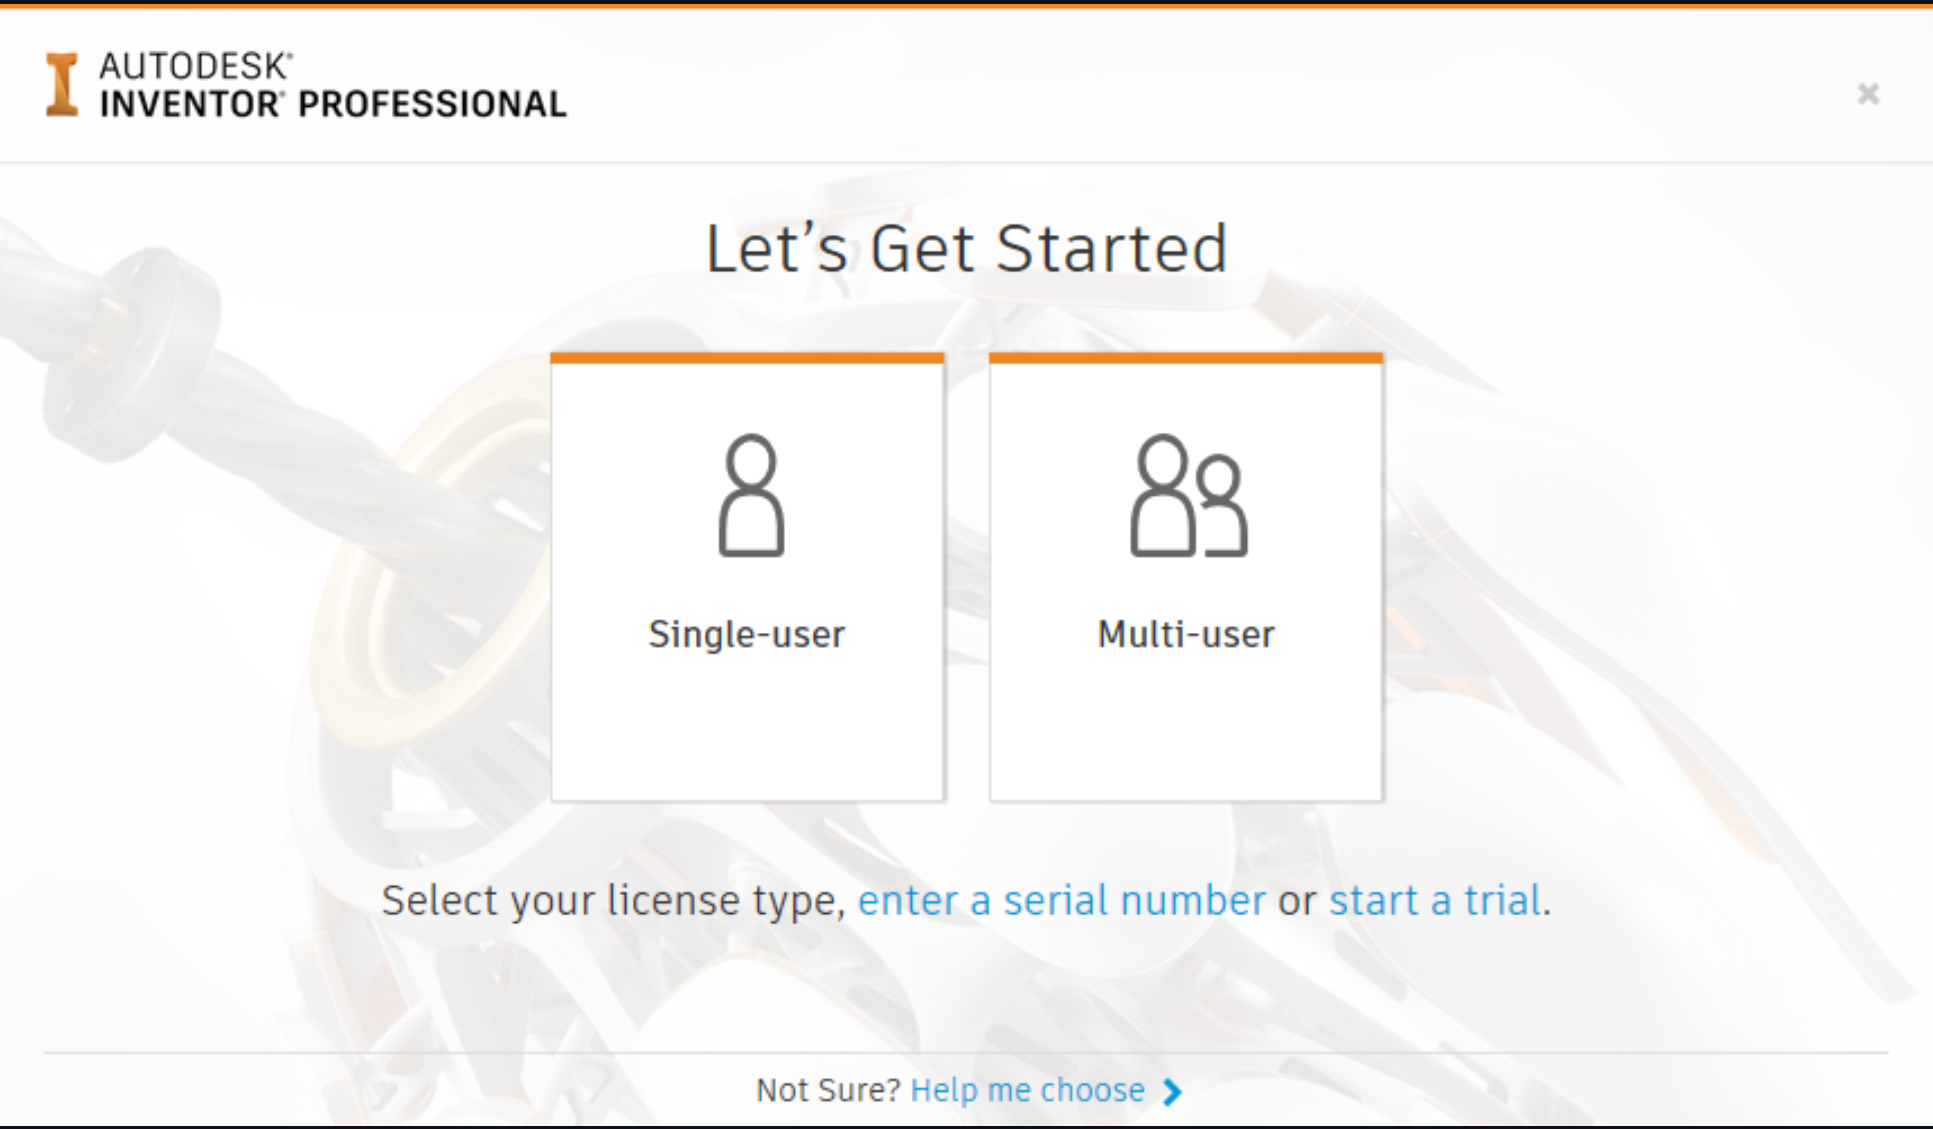 AUTODESK®
INVENTOR® PROFESSIONAL
Let's Get Started
Single-user
Multi-user
Select your license type, enter a serial number or start a trial.
Not Sure? Help me choose